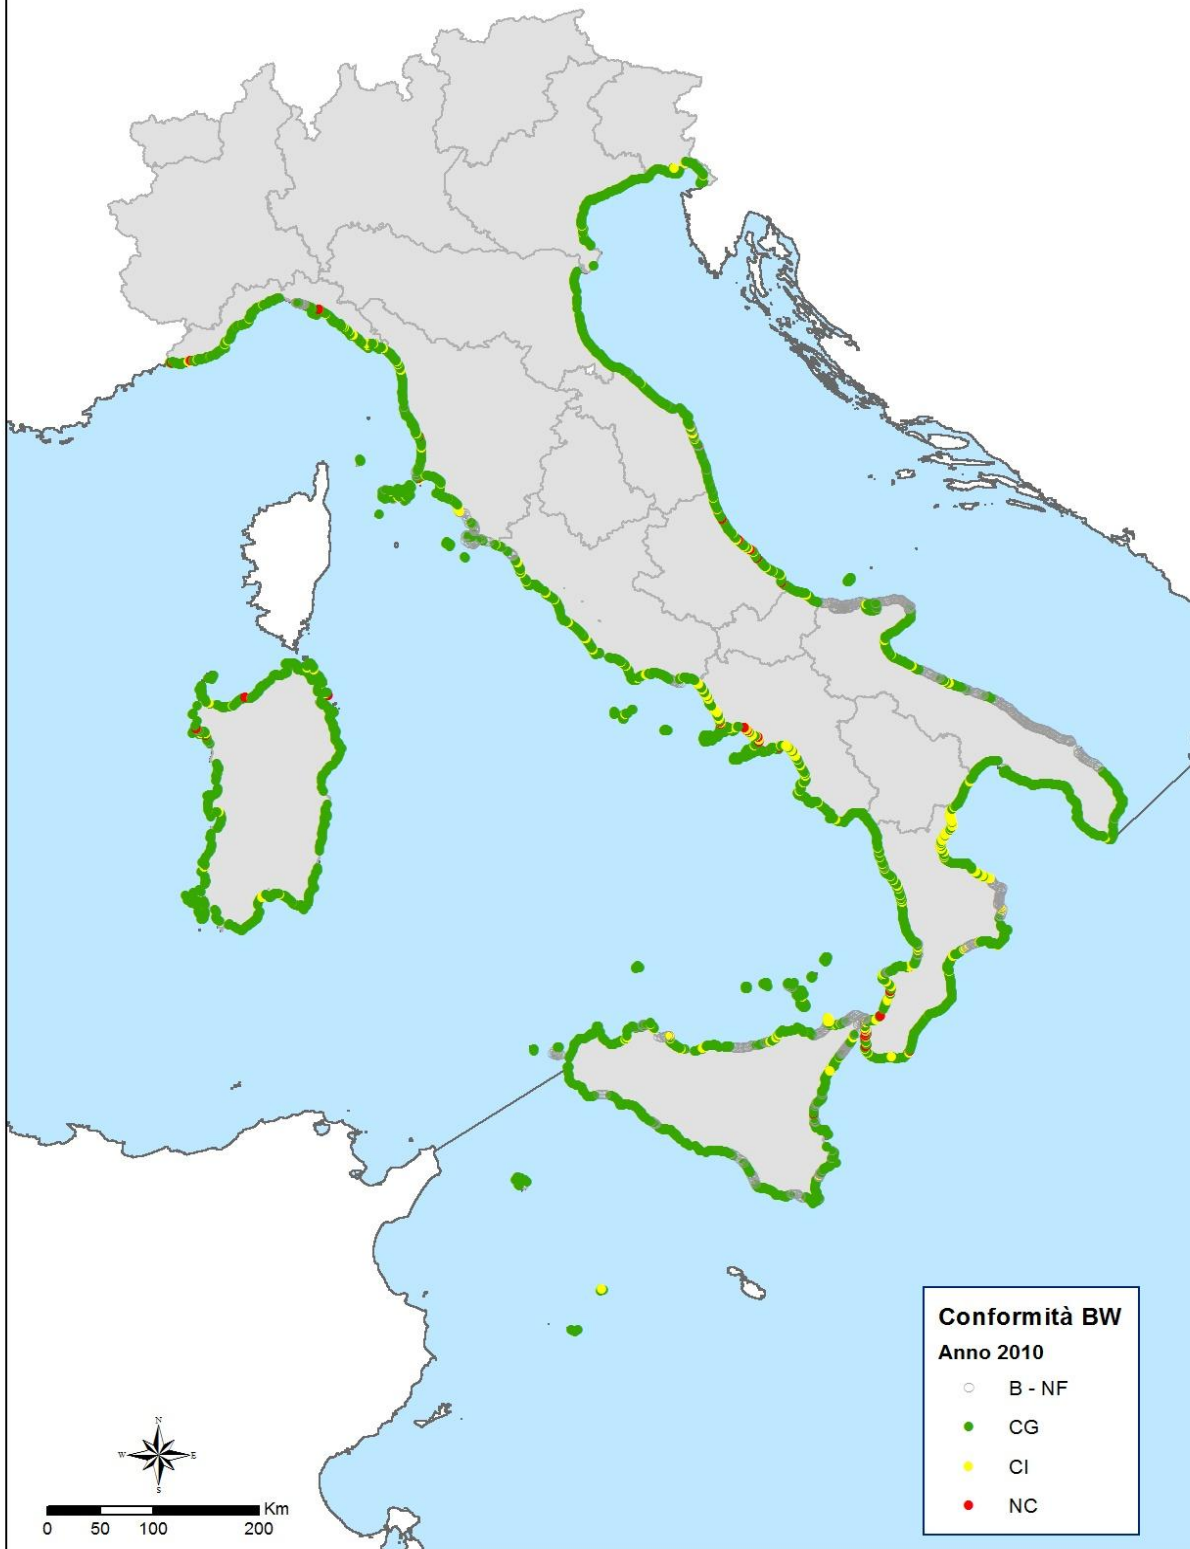 Conformità BW
Anno 2010
B - NF
CG
CI
NC
N
W E
S
Km
0 50 100 200